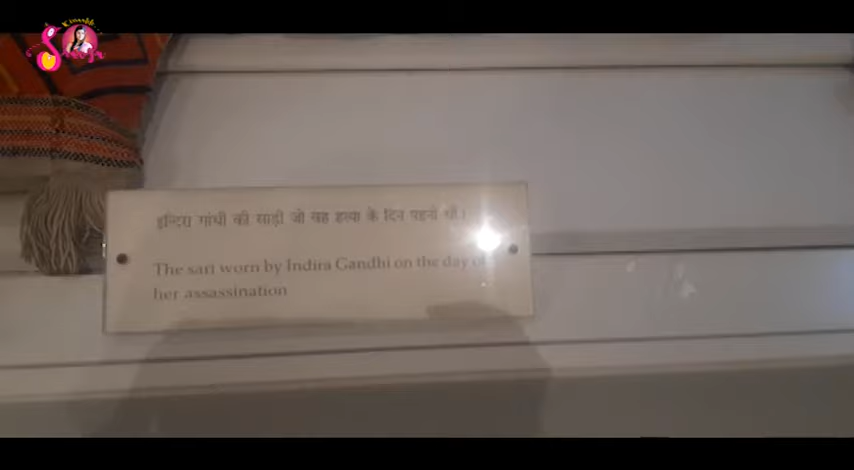 इन्दिरा गांधी की साड़ी जो वह हत्या के दिन पहनी थीं।
The sari worn by Indira Gandhi on the day of
her assassination